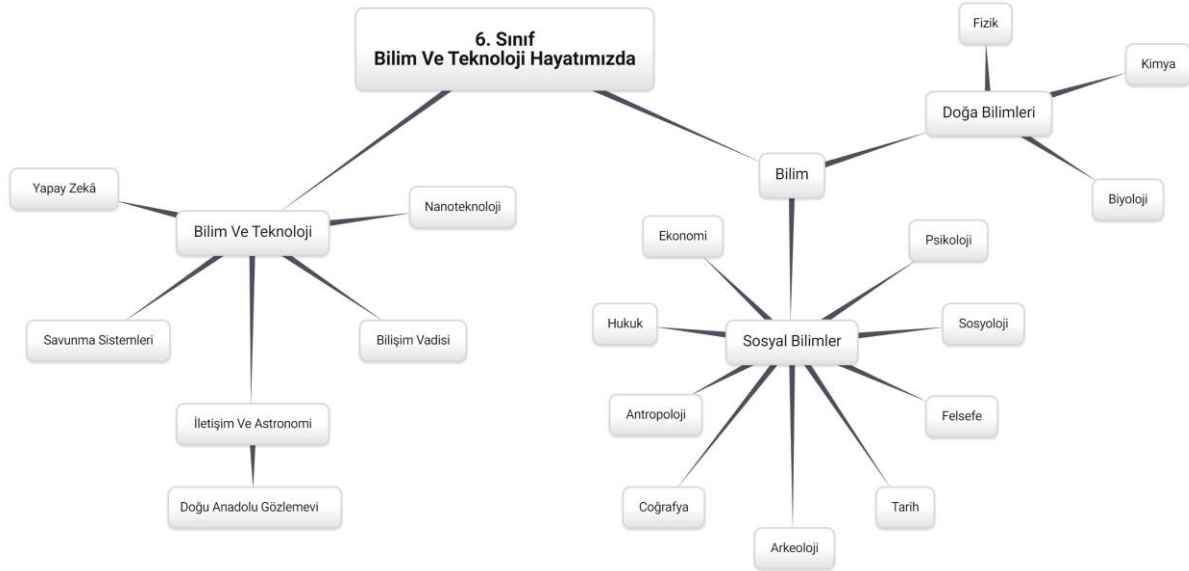 6. Sınıf
Bilim Ve Teknoloji Hayatımızda
Fizik
Kimya
Doğa Bilimleri
Bilim
Biyoloji
Yapay Zekâ
Nanoteknoloji
Bilim Ve Teknoloji
Savunma Sistemleri
Bilişim Vadisi
İletişim Ve Astronomi
Doğu Anadolu Gözlemevi
Ekonomi
Psikoloji
Hukuk
Sosyal Bilimler
Sosyoloji
Antropoloji
Felsefe
Coğrafya
Tarih
Arkeoloji